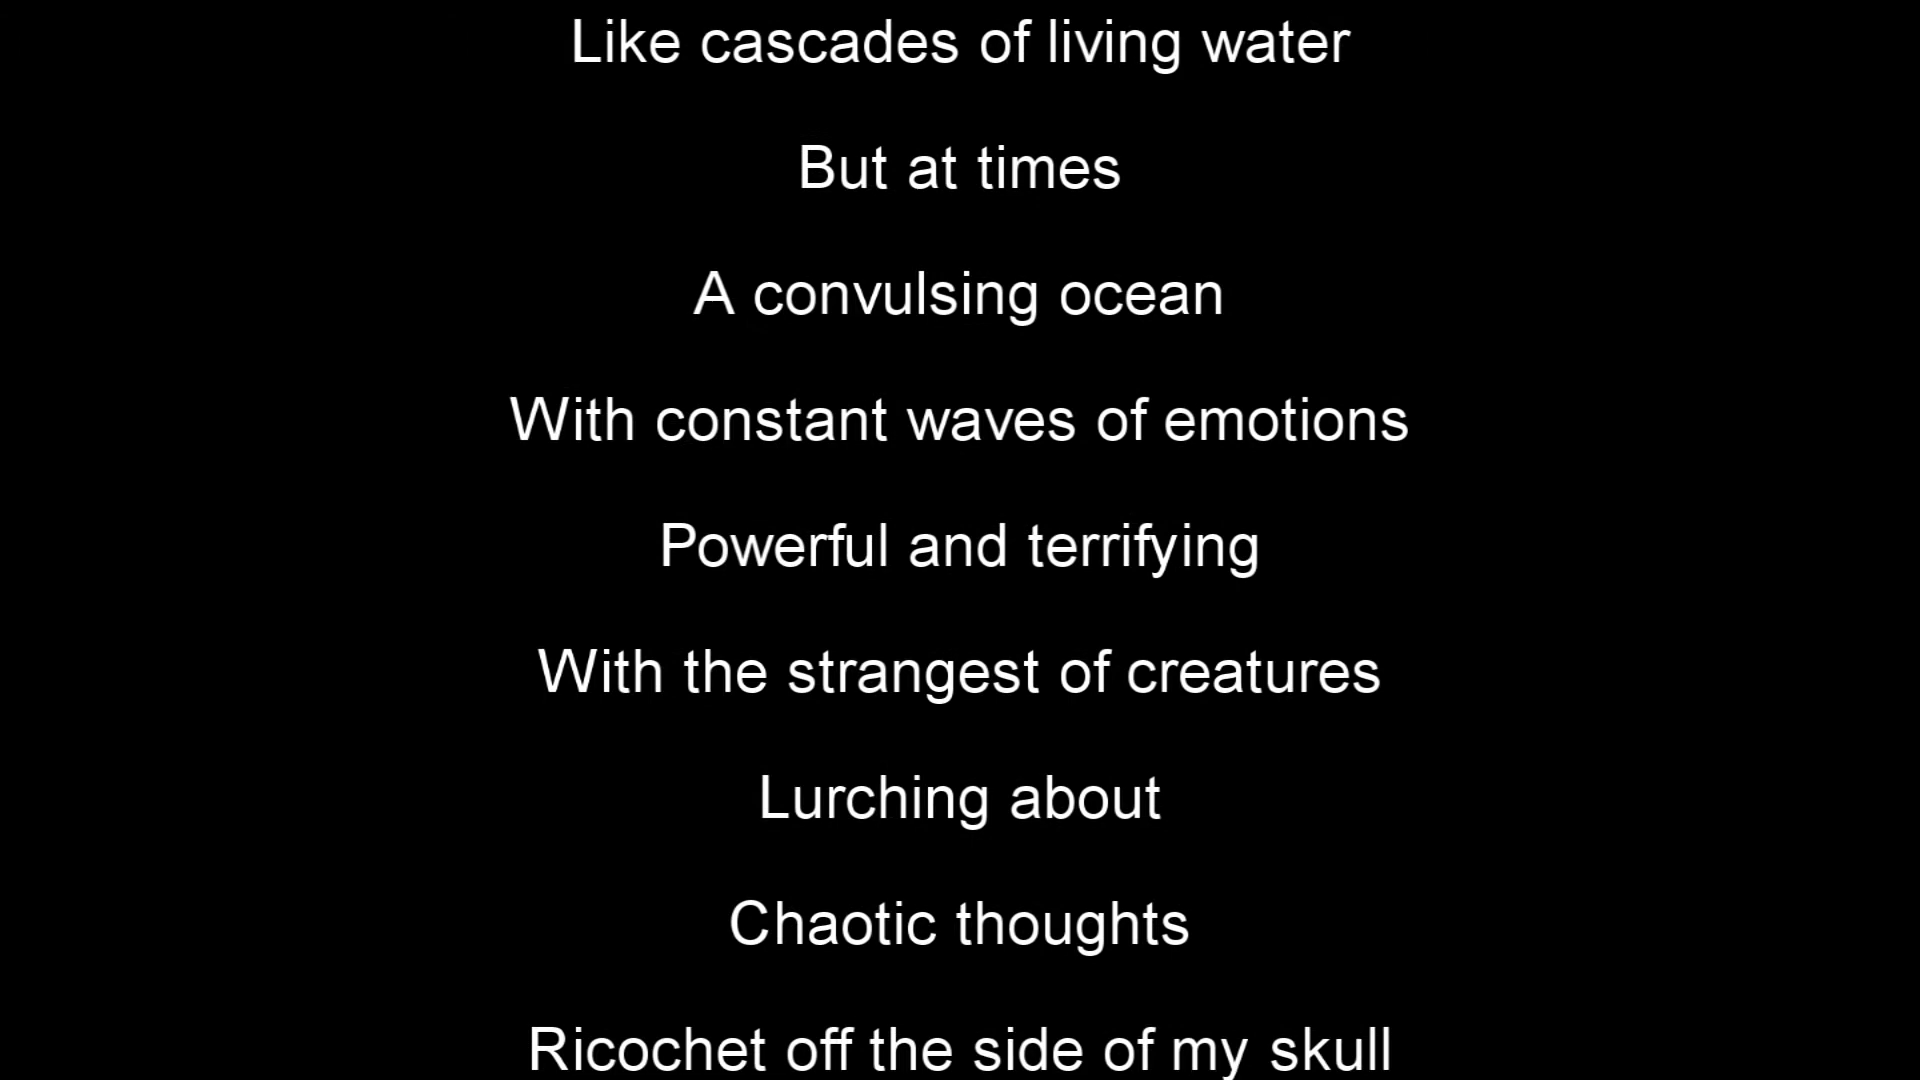 Like cascades of living water
But at times
A convulsing ocean
With constant waves of emotions
Powerful and terrifying
With the strangest of creatures
Lurching about
Chaotic thoughts
Ricochet off the side of my skull